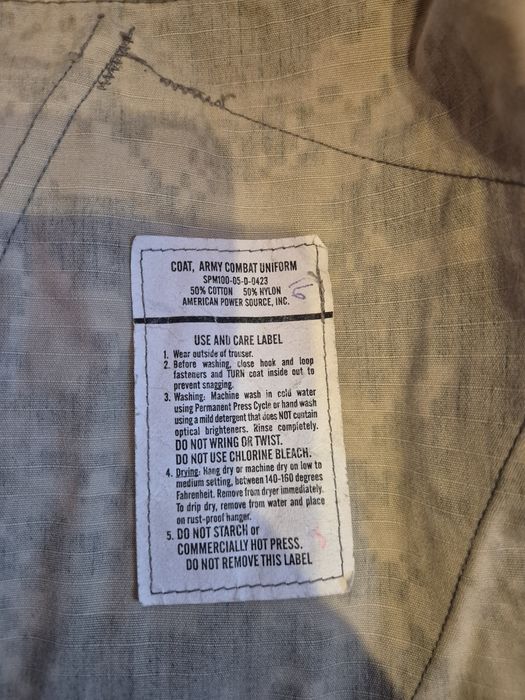 COAT, ARMY COMBAT UNIFORM
SPM100-05-D-0423
50% COTTON 50% NYLON
AMERICAN POWER SOURCE, INC.
USE AND CARE LABEL
1. Wear outside of trouser.
2. Before washing, close hook and loop
fasteners and TURN coat inside out to
prevent snagging.
3. Washing: Machine wash in cold water
using Permanent Press Cycle or hand wash
using a mild detergent that does NOT contain
optical brighteners. Rinse completely.
DO NOT WRING OR TWIST.
DO NOT USE CHLORINE BLEACH.
4. Drying: Hang dry or machine dry on low to
medium setting, between 140-160 degrees
Fahrenheit. Remove from dryer immediately.
To drip dry, remove from water and place
on rust-proof hanger.
5. DO NOT STARCH or
COMMERCIALLY HOT PRESS.
DO NOT REMOVE THIS LABEL